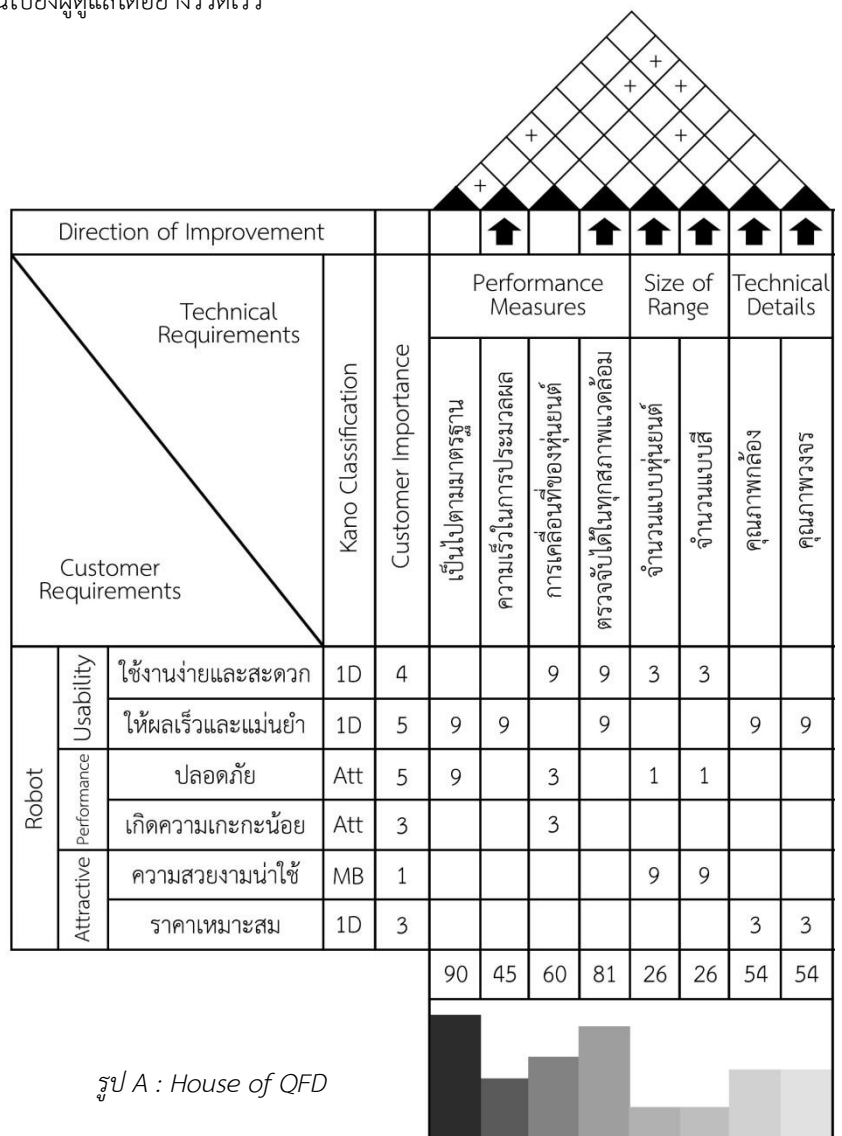 Direction of Improvement
Technical
Requirements
Customer
Requirements
Kano Classification
Customer Importance
Performance
Measures
Size of
Range
Technical
Details
เป็นไปตามมาตรฐาน
ความเร็วในการประมวลผล
การเคลื่อนที่ของหุ่นยนต์
ตรวจจับได้ในทุกสภาพแวดล้อม
จำนวนแบบหุ่นยนต์
จำนวนแบบสี
คุณภาพกล้อง
คุณภาพวงจร
+
+ +
+ +
+
Robot
Usability
ใช้งานง่ายและสะดวก 1D 4 9 9 3 3
ให้ผลเร็วและแม่นยำ 1D 5 9 9 9 9 9
Performance
ปลอดภัย Att 5 9 3 1 1
เกิดความเกะกะน้อย Att 3 3
Attractive
ความสวยงามน่าใช้ MB 1 9 9
ราคาเหมาะสม 1D 3 3 3
90 45 60 81 26 26 54 54
รูป A : House of QFD